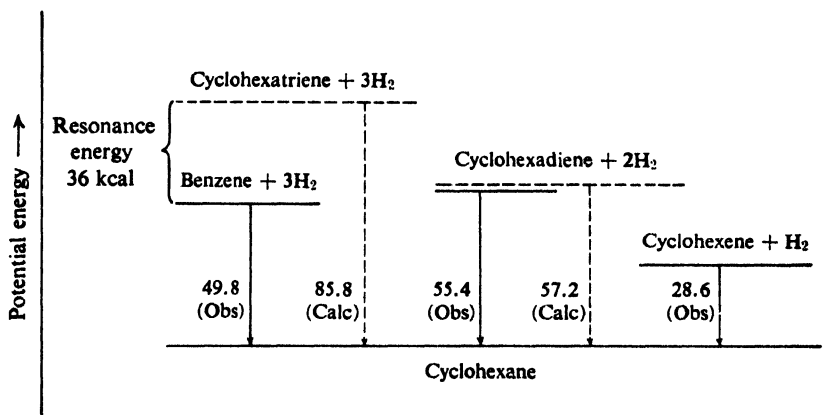 Potential energy →
Cyclohexatriene + 3H₂
Resonance
energy
36 kcal
Benzene + 3H₂
Cyclohexadiene + 2H₂
Cyclohexene + H₂
49.8
(Obs)
85.8
(Calc)
55.4
(Obs)
57.2
(Calc)
28.6
(Obs)
Cyclohexane